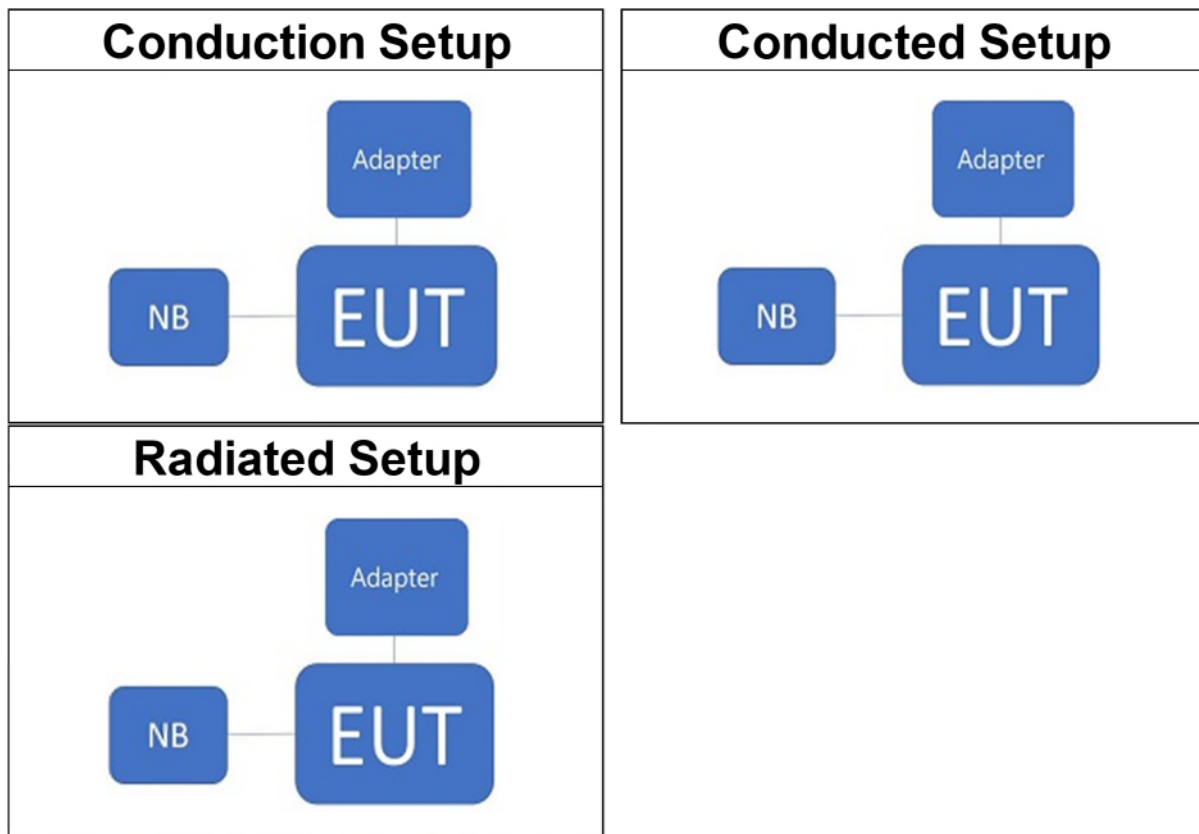 Conduction Setup
Adapter
NB
EUT
Conducted Setup
Adapter
NB
EUT
Radiated Setup
Adapter
NB
EUT